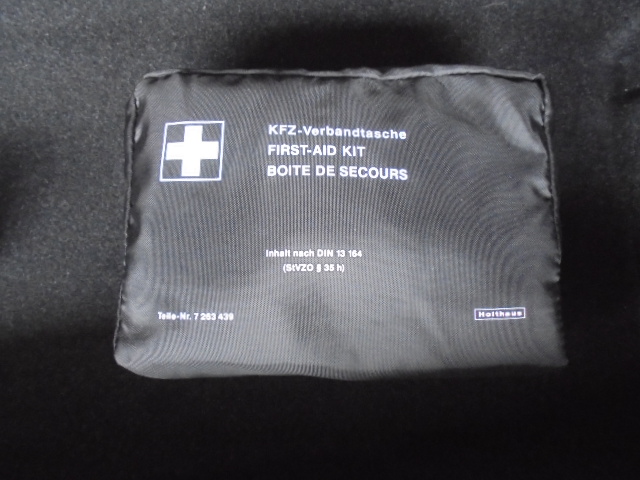 KFZ-Verbandtasche
FIRST-AID KIT
BOITE DE SECOURS
Inhalt nach DIN 13 164
(StVZO § 35 h)
Teile-Nr. 7 263 439
Holthaus